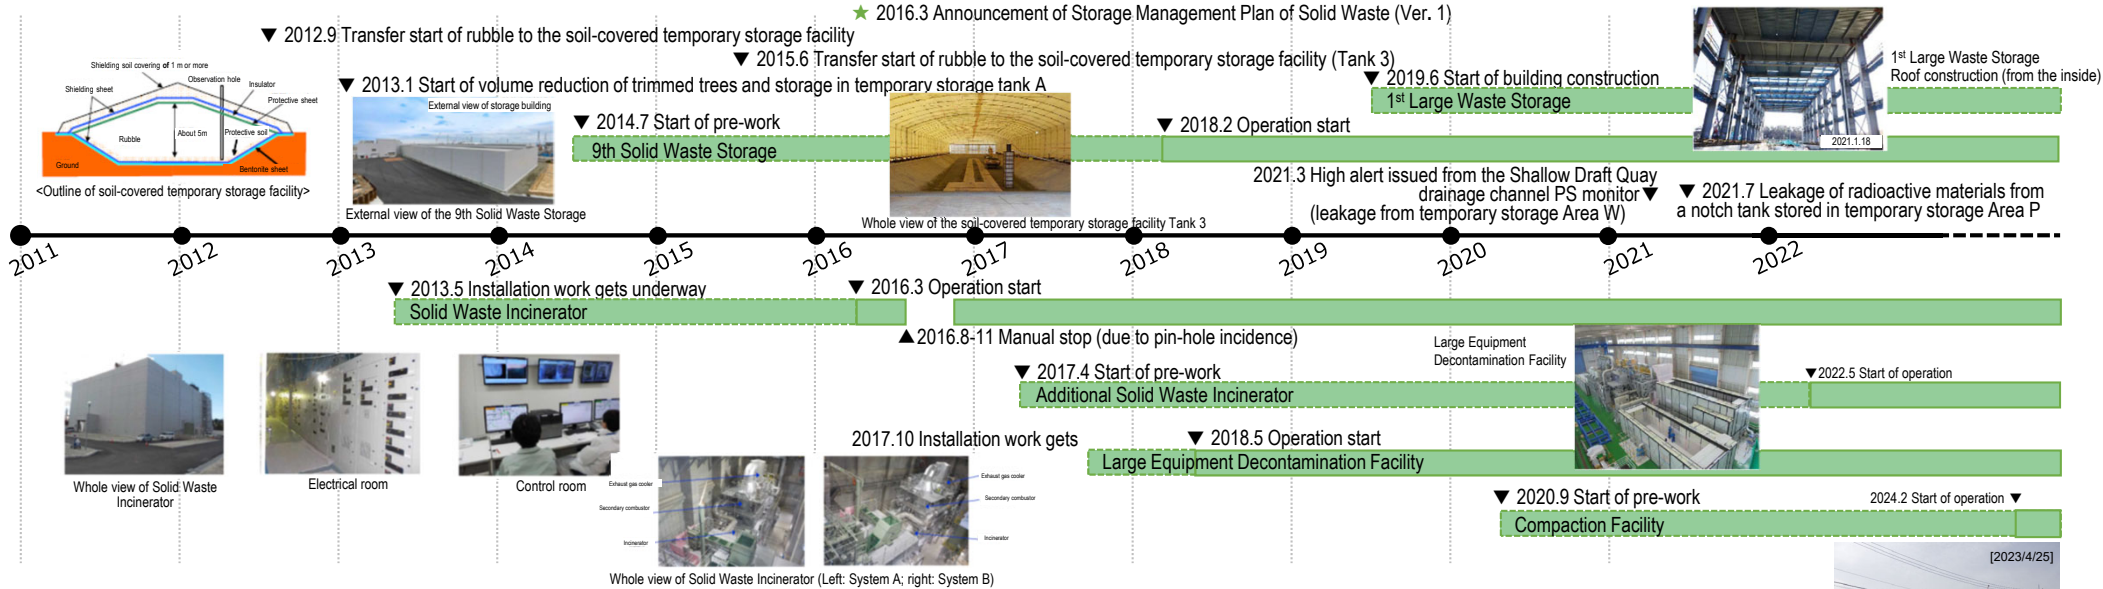 ★ 2016.3 Announcement of Storage Management Plan of Solid Waste (Ver. 1)
▼ 2012.9 Transfer start of rubble to the soil-covered temporary storage facility
▼ 2015.6 Transfer start of rubble to the soil-covered temporary storage facility (Tank 3)
▼ 2013.1 Start of volume reduction of trimmed trees and storage in temporary storage tank A
Shielding soil covering of 1 m or more
Observation hole
Shielding sheet
Insulator
Protective sheet
Rubble
About 5m
Protective soil
Ground
Bentonite sheet
<Outline of soil-covered temporary storage facility>
External view of storage building
External view of the 9th Solid Waste Storage
▼ 2014.7 Start of pre-work
9th Solid Waste Storage
▼ 2018.2 Operation start
Whole view of the soil-covered temporary storage facility Tank 3
▼ 2019.6 Start of building construction
1st Large Waste Storage
2021.1.18
1st Large Waste Storage
Roof construction (from the inside)
2021.3 High alert issued from the Shallow Draft Quay
drainage channel PS monitor ▼
(leakage from temporary storage Area W)
▼ 2021.7 Leakage of radioactive materials from
a notch tank stored in temporary storage Area P
2011
2012
2013
2014
2015
2016
2017
2018
2019
2020
2021
2022
▼ 2013.5 Installation work gets underway
Solid Waste Incinerator
▼ 2016.3 Operation start
▲ 2016.8-11 Manual stop (due to pin-hole incidence)
Large Equipment
Decontamination Facility
▼ 2017.4 Start of pre-work
Additional Solid Waste Incinerator
▼ 2022.5 Start of operation
2017.10 Installation work gets
▼ 2018.5 Operation start
Large Equipment Decontamination Facility
▼ 2020.9 Start of pre-work
2024.2 Start of operation ▼
Compaction Facility
[2023/4/25]
Whole view of Solid Waste
Incinerator
Electrical room
Control room
Exhaust gas cooler
Secondary combustor
Incinerator
Exhaust gas cooler
Secondary combustor
Incinerator
Whole view of Solid Waste Incinerator (Left: System A; right: System B)